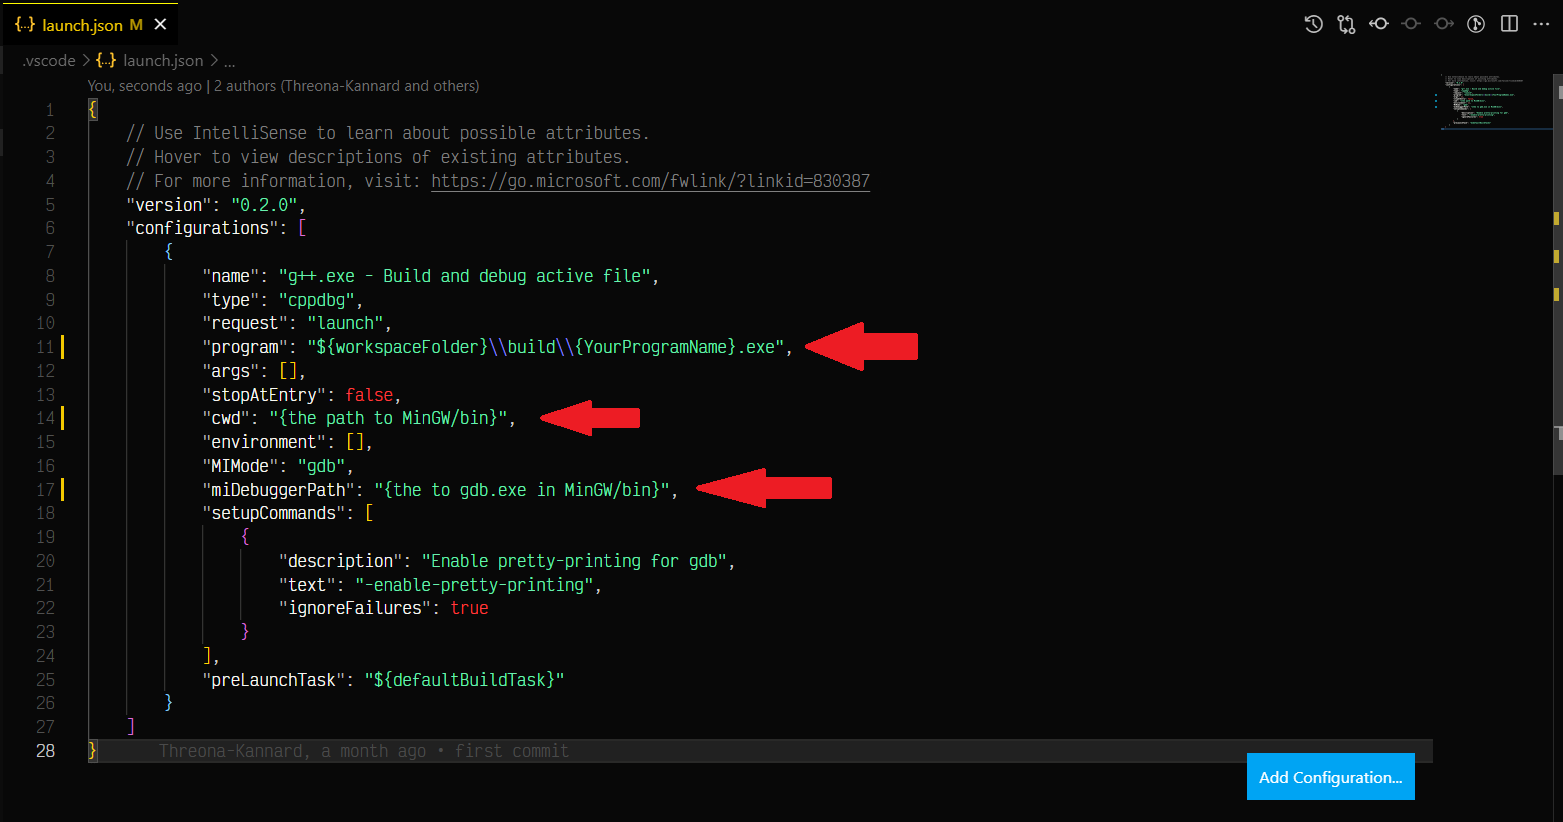 {..} launch.json M ×
.vscode > {..} launch.json > ...
You, seconds ago | 2 authors (Threona-Kannard and others)
1 {
2 // Use IntelliSense to learn about possible attributes.
3 // Hover to view descriptions of existing attributes.
4 // For more information, visit: https://go.microsoft.com/fwlink/?linkid=830387
5 "version": "0.2.0",
6 "configurations": [
7 {
8 "name": "g++.exe - Build and debug active file",
9 "type": "cppdbg",
10 "request": "launch",
11 "program": "${workspaceFolder}\\build\\{YourProgramName}.exe",
12 "args": [],
13 "stopAtEntry": false,
14 "cwd": "{the path to MinGW/bin}",
15 "environment": [],
16 "MIMode": "gdb",
17 "miDebuggerPath": "{the to gdb.exe in MinGW/bin}",
18 "setupCommands": [
19 {
20 "description": "Enable pretty-printing for gdb",
21 "text": "-enable-pretty-printing",
22 "ignoreFailures": true
23 }
24 ],
25 "preLaunchTask": "${defaultBuildTask}"
26 }
27 ]
28 } Threona-Kannard, a month ago • first commit
Add Configuration...